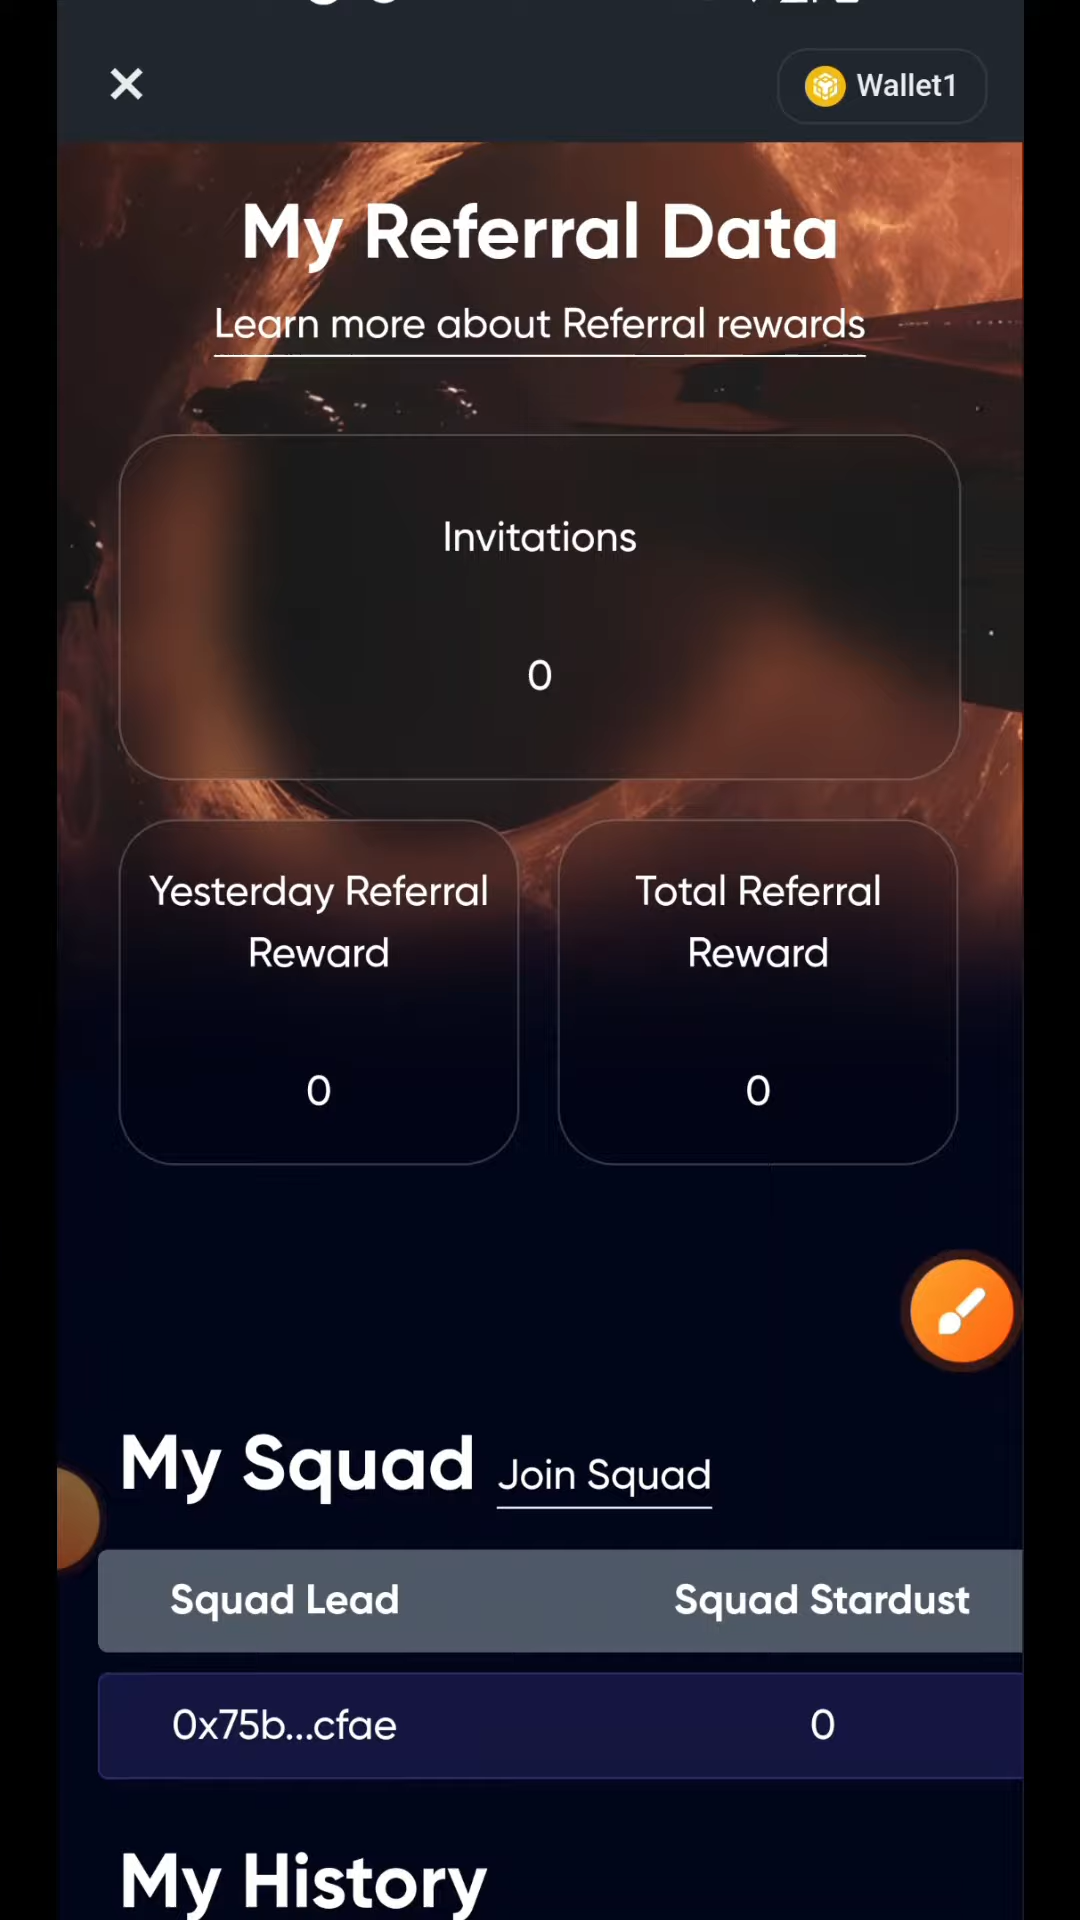 Wallet1
My Referral Data
Learn more about Referral rewards
Invitations
0
Yesterday Referral
Reward
0
Total Referral
Reward
0
My Squad Join Squad
Squad Lead Squad Stardust
0x75b...cfae 0
My History